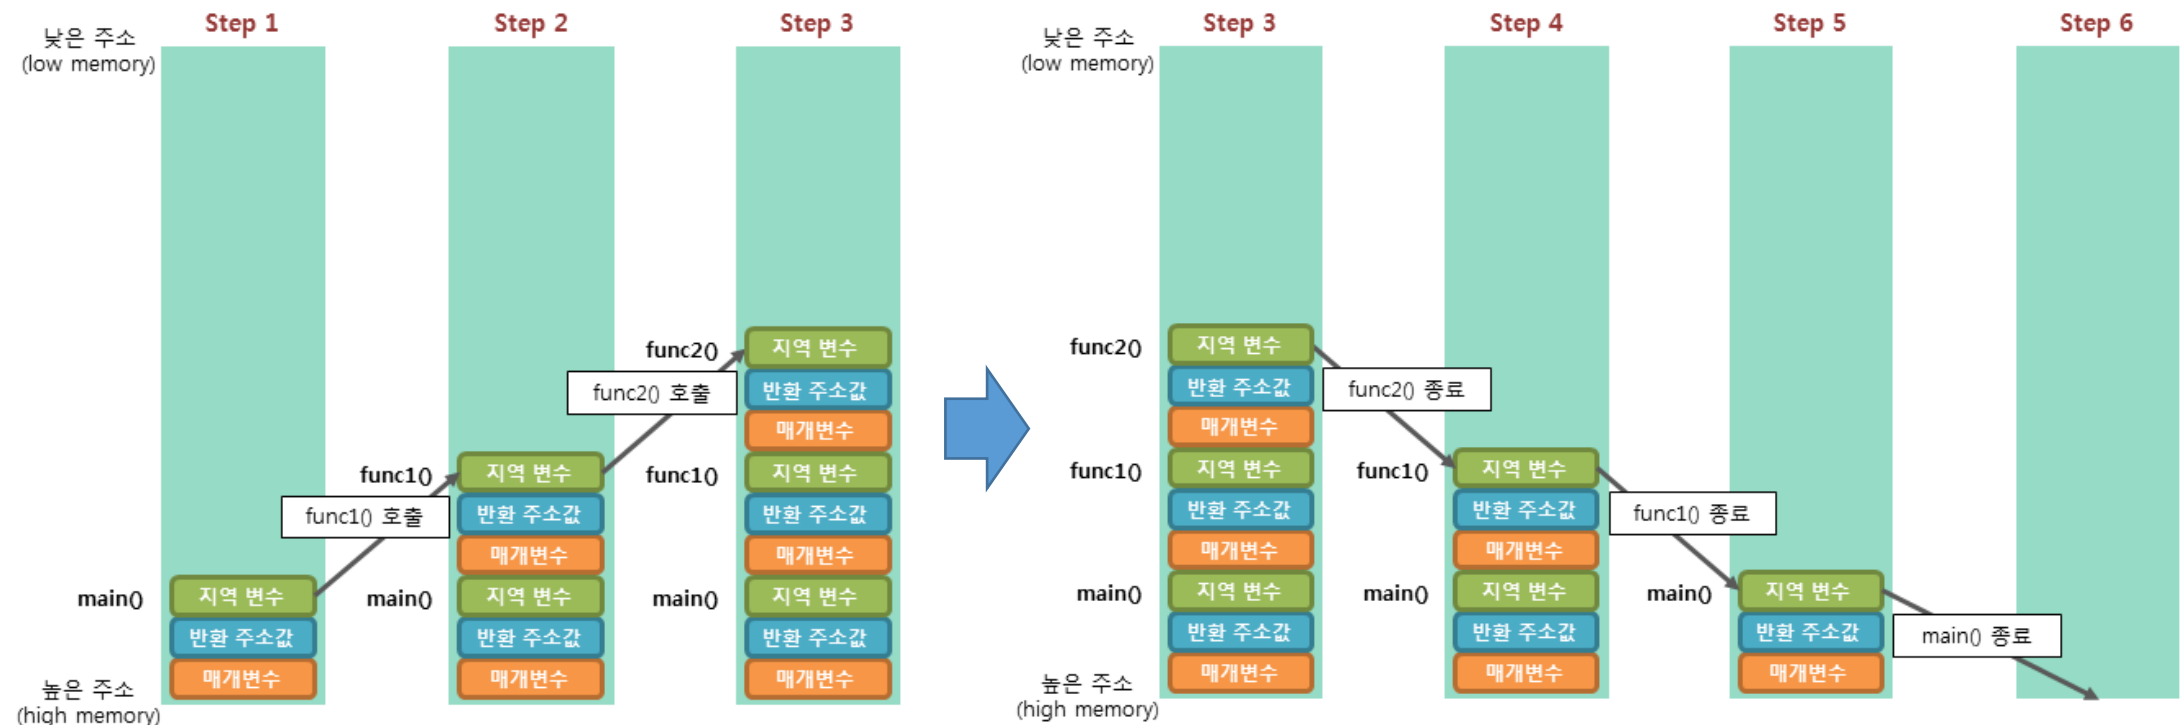 Step 1
Step 2
Step 3
낮은 주소
(low memory)
func2()
지역 변수
func2() 호출
반환 주소값
매개변수
func1()
지역 변수
func1()
지역 변수
func1() 호출
반환 주소값
반환 주소값
매개변수
매개변수
main()
지역 변수
main()
지역 변수
main()
지역 변수
반환 주소값
반환 주소값
반환 주소값
매개변수
매개변수
매개변수
높은 주소
(high memory)
Step 3
Step 4
Step 5
Step 6
낮은 주소
(low memory)
func2()
지역 변수
반환 주소값
func2() 종료
매개변수
func1()
지역 변수
func1()
지역 변수
반환 주소값
반환 주소값
func1() 종료
매개변수
매개변수
main()
지역 변수
main()
지역 변수
main()
지역 변수
반환 주소값
반환 주소값
반환 주소값
main() 종료
매개변수
매개변수
매개변수
높은 주소
(high memory)